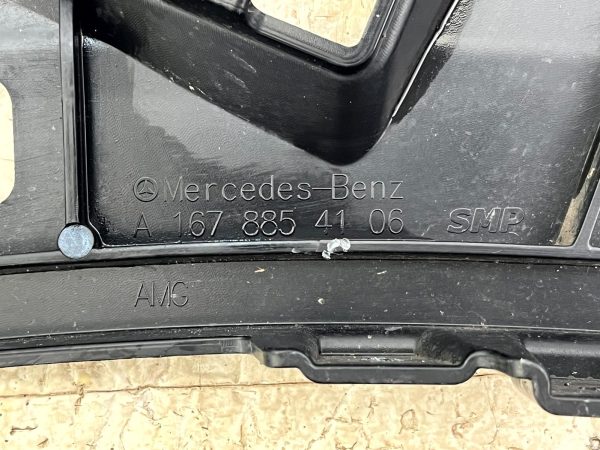 Mercedes-Benz
A 167 885 41 06 SMP
AMG